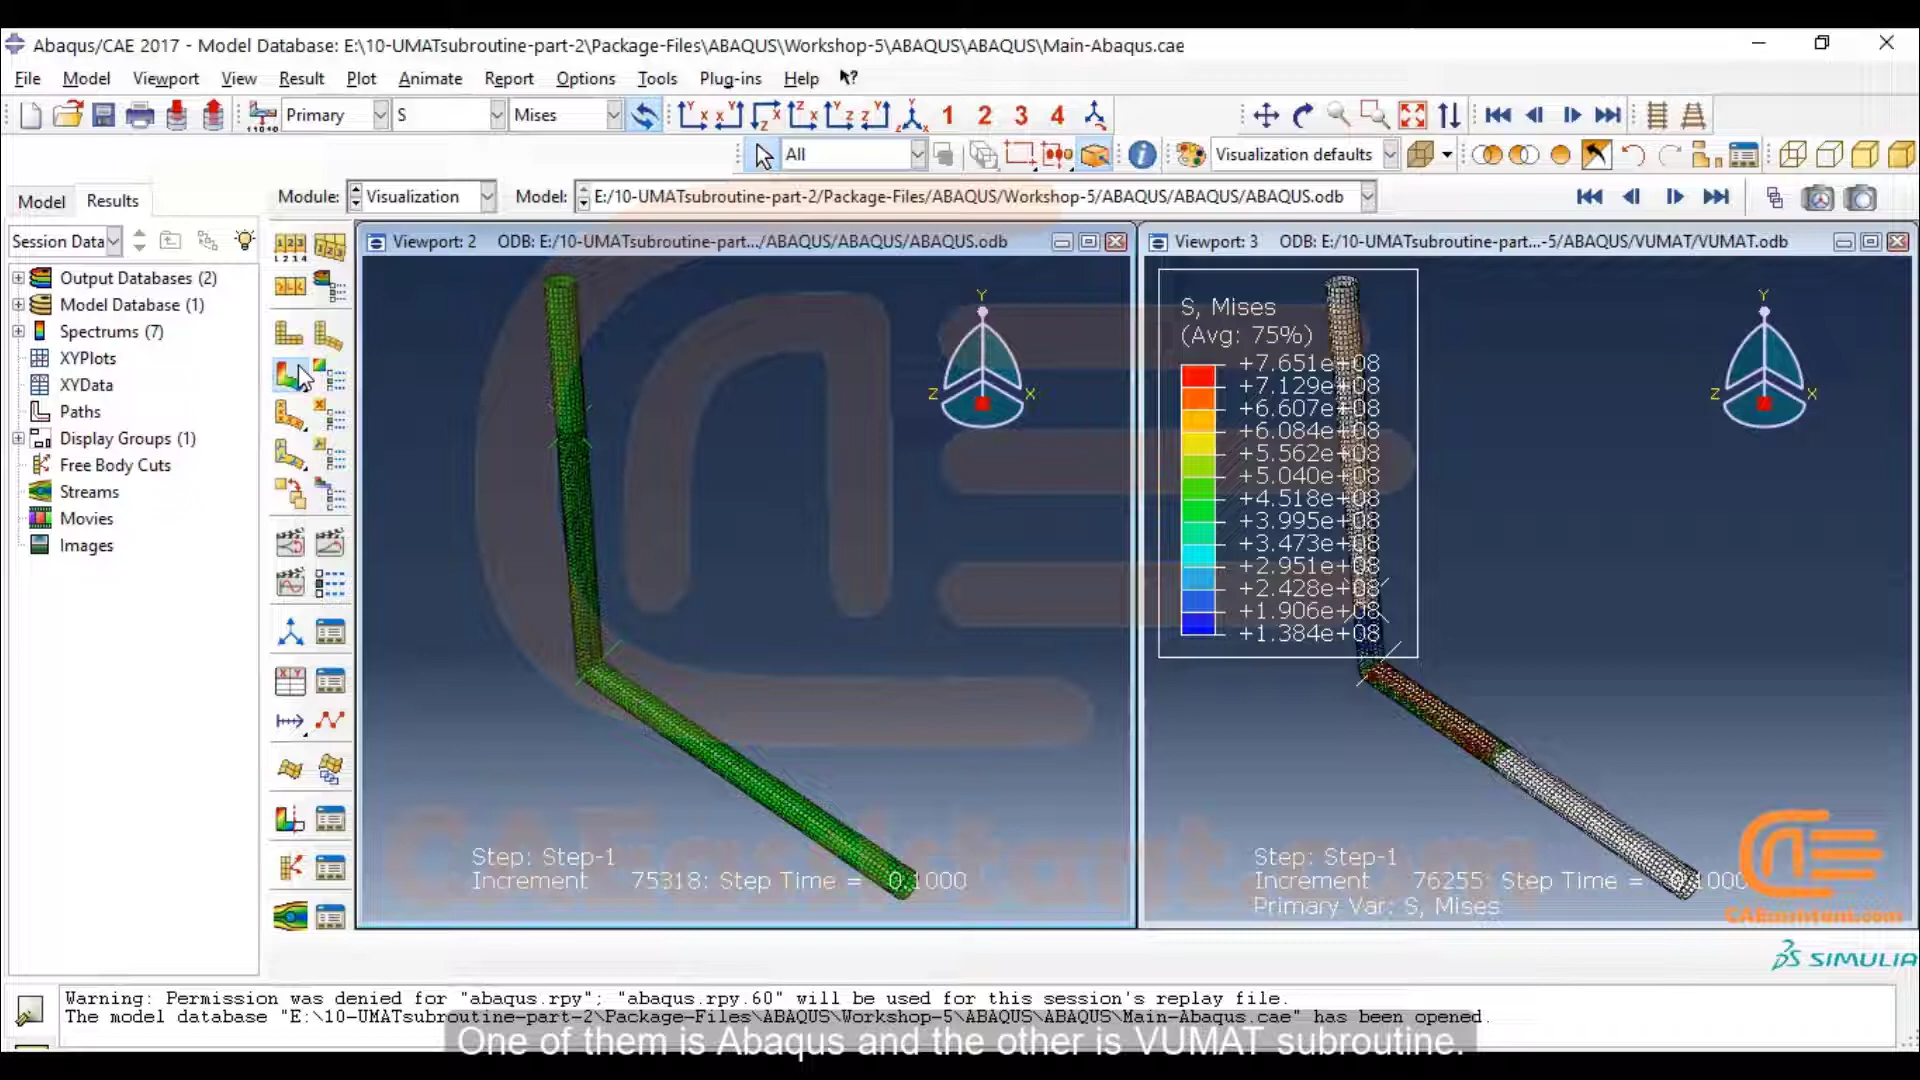 Abaqus/CAE 2017 - Model Database: E:\10-UMATsubroutine-part-2\Package-Files\ABAQUS\Workshop-5\ABAQUS\ABAQUS\Main-Abaqus.cae
File Model Viewport View Result Plot Animate Report Options Tools Plug-ins Help
Primary S Mises 1 2 3 4
All Visualization defaults
Model Results Module: Visualization Model: E:/10-UMATsubroutine-part-2/Package-Files/ABAQUS/Workshop-5/ABAQUS/ABAQUS/ABAQUS.odb
Session Data
Output Databases (2)
Model Database (1)
Spectrums (7)
XYPlots
XYData
Paths
Display Groups (1)
Free Body Cuts
Streams
Movies
Images
Viewport: 2 ODB: E:/10-UMATsubroutine-part.../ABAQUS/ABAQUS/ABAQUS.odb
Y
Z X
Step: Step-1
Increment 75318: Step Time = 0.1000
Viewport: 3 ODB: E:/10-UMATsubroutine-part...-5/ABAQUS/VUMAT/VUMAT.odb
S, Mises
(Avg: 75%)
+7.651e+08
+7.129e+08
+6.607e+08
+6.084e+08
+5.562e+08
+5.040e+08
+4.518e+08
+3.995e+08
+3.473e+08
+2.951e+08
+2.428e+08
+1.906e+08
+1.384e+08
Y
Z X
Step: Step-1
Increment 76255: Step Time = 0.1000
Primary Var: S, Mises
SIMULIA
Warning: Permission was denied for "abaqus.rpy"; "abaqus.rpy.60" will be used for this session's replay file.
The model database "E:\10-UMATsubroutine-part-2\Package-Files\ABAQUS\Workshop-5\ABAQUS\ABAQUS\Main-Abaqus.cae" has been opened.
One of them is Abaqus and the other is VUMAT subroutine.